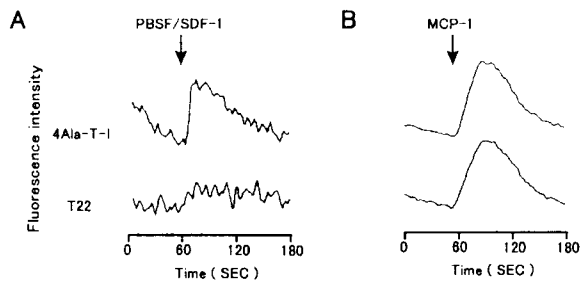 A
PBSF/SDF-1
Fluorescence intensity
4Ala-T-I
T22
0 60 120 180
Time ( SEC )
B
MCP-1
0 60 120 180
Time ( SEC )